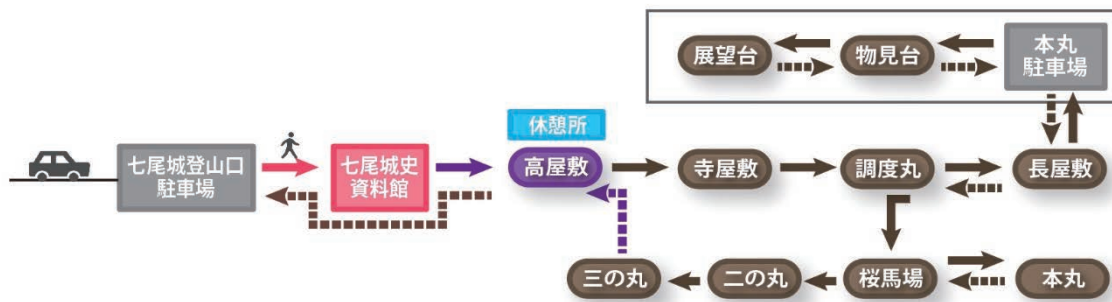 展望台
物見台
本丸
駐車場
休憩所
七尾城登山口
駐車場
七尾城史
資料館
高屋敷
寺屋敷
調度丸
長屋敷
三の丸
二の丸
桜馬場
本丸